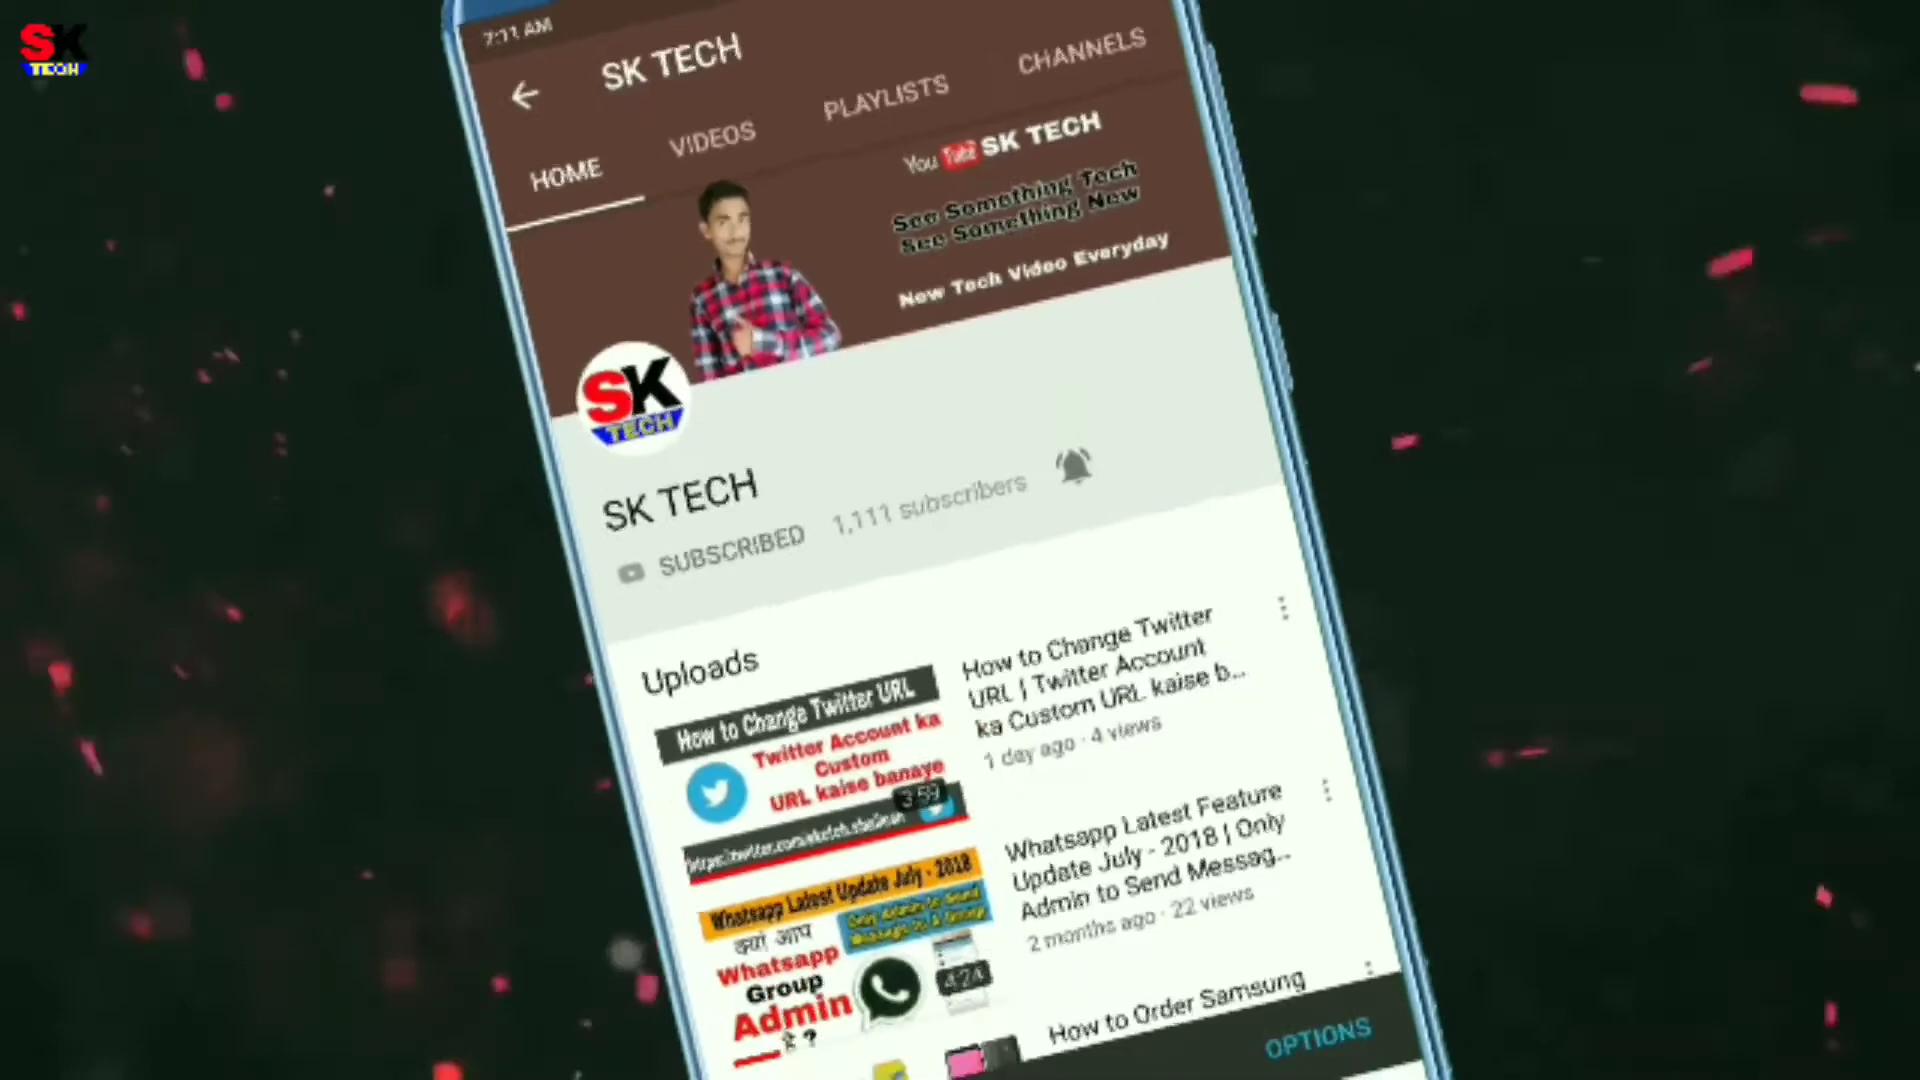 SK
TECH
7:11 AM
SK TECH
HOME
VIDEOS
PLAYLISTS
CHANNELS
You Tube SK TECH
See Something Tech
See Something New
New Tech Video Everyday
SK
TECH
SK TECH
SUBSCRIBED 1,111 subscribers
Uploads
How to Change Twitter URL
Twitter Account ka
Custom
URL kaise banaye
3:59
How to Change Twitter
URL | Twitter Account
ka Custom URL kaise b...
1 day ago · 4 views
Whatsapp Latest Update July - 2018
Only Admin to Send
क्यों आप
Whatsapp
Group
Admin
है ?
4:24
Whatsapp Latest Feature
Update July - 2018 | Only
Admin to Send Messag...
2 months ago · 22 views
How to Order Samsung
OPTIONS